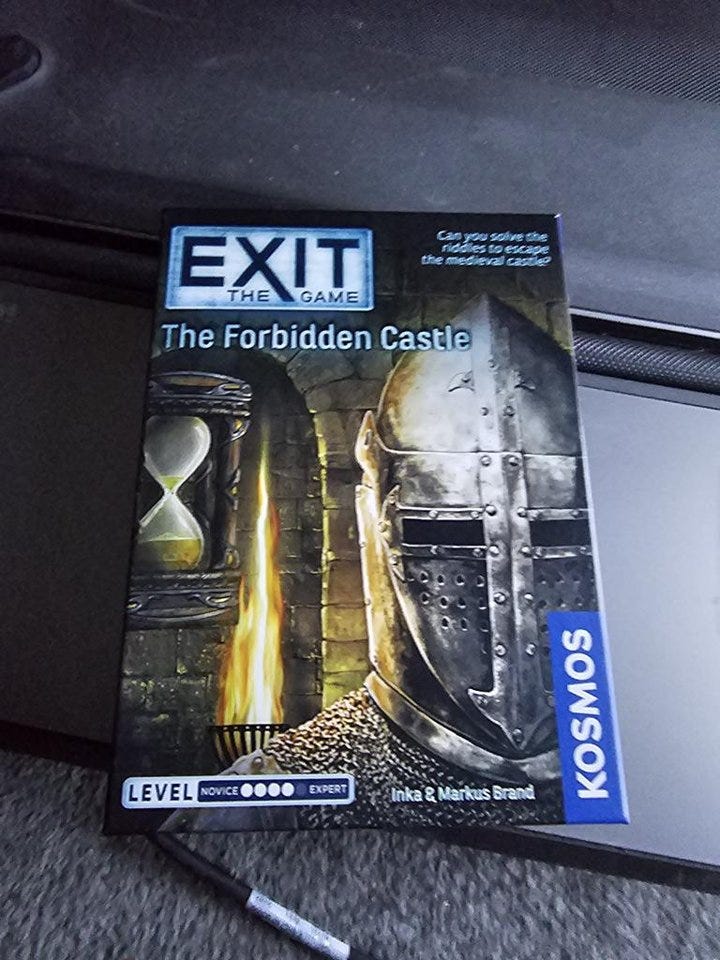 EXIT
THE GAME
Can you solve the
riddles to escape
the medieval castle?
The Forbidden Castle
KOSMOS
LEVEL NOVICE EXPERT
Inka & Markus Brand